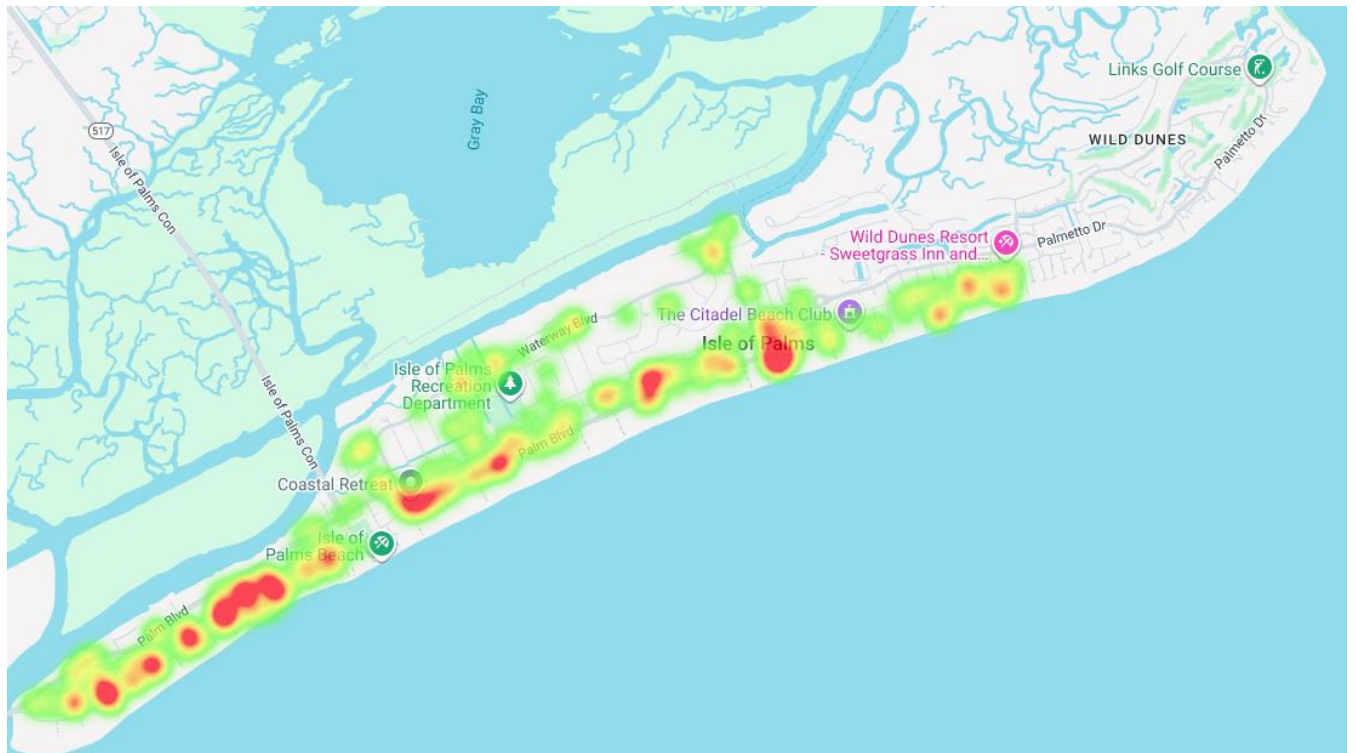 Links Golf Course
Gray Bay
517
WILD DUNES
Isle of Palms Con
Palmetto Dr
Wild Dunes Resort
- Sweetgrass Inn and...
Palmetto Dr
The Citadel Beach Club
Waterway Blvd
Isle of Palms
Isle of Palms
Recreation
Department
Isle of Palms Con
Palm Blvd
Coastal Retreat
Isle of
Palms Beach
Palm Blvd